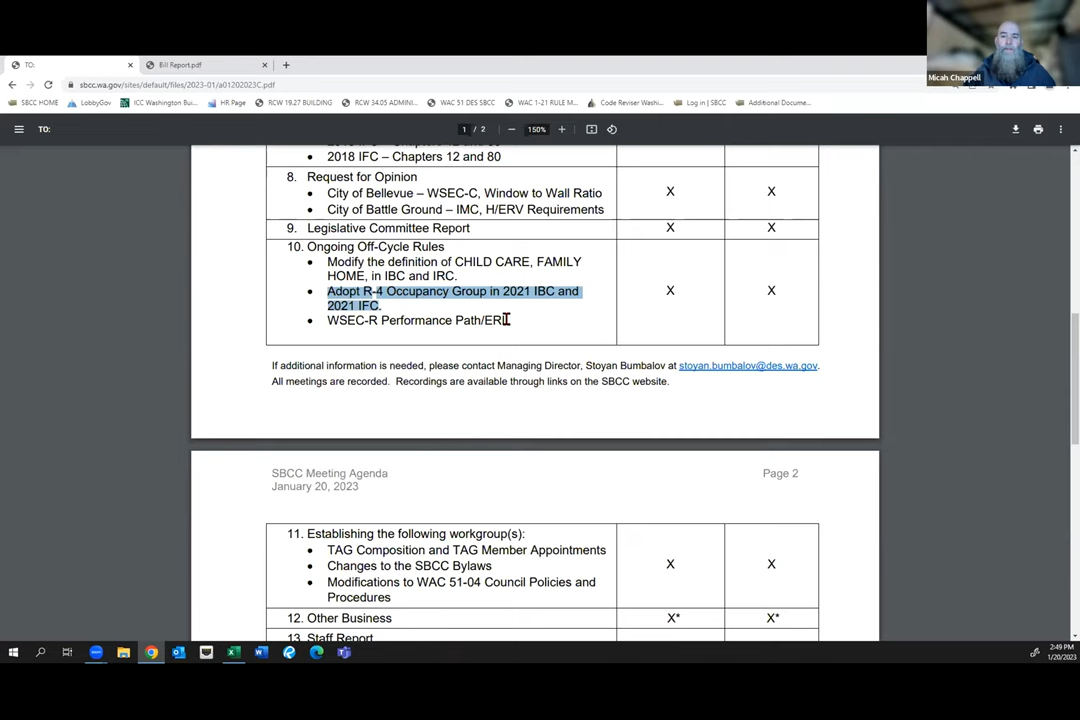 Micah Chappell
TO:
Bill Report.pdf
sbcc.wa.gov/sites/default/files/2023-01/a01202023C.pdf
SBCC HOME
LobbyGov
ICC Washington Bui...
HR Page
RCW 19.27 BUILDING
RCW 34.05 ADMINI...
WAC 51 DES SBCC
WAC 1-21 RULE M...
Code Reviser Washi...
Log in | SBCC
Additional Docume...
TO:
1 / 2
150%
• 2018 IFC – Chapters 12 and 80
8. Request for Opinion
• City of Bellevue – WSEC-C, Window to Wall Ratio
• City of Battle Ground – IMC, H/ERV Requirements
X X
9. Legislative Committee Report X X
10. Ongoing Off-Cycle Rules
• Modify the definition of CHILD CARE, FAMILY
HOME, in IBC and IRC.
• Adopt R-4 Occupancy Group in 2021 IBC and
2021 IFC.
X X
• WSEC-R Performance Path/ERI
If additional information is needed, please contact Managing Director, Stoyan Bumbalov at stoyan.bumbalov@des.wa.gov.
All meetings are recorded. Recordings are available through links on the SBCC website.
SBCC Meeting Agenda Page 2
January 20, 2023
11. Establishing the following workgroup(s):
• TAG Composition and TAG Member Appointments
• Changes to the SBCC Bylaws
X X
• Modifications to WAC 51-04 Council Policies and
Procedures
12. Other Business X* X*
13. Staff Report
2:49 PM
1/20/2023